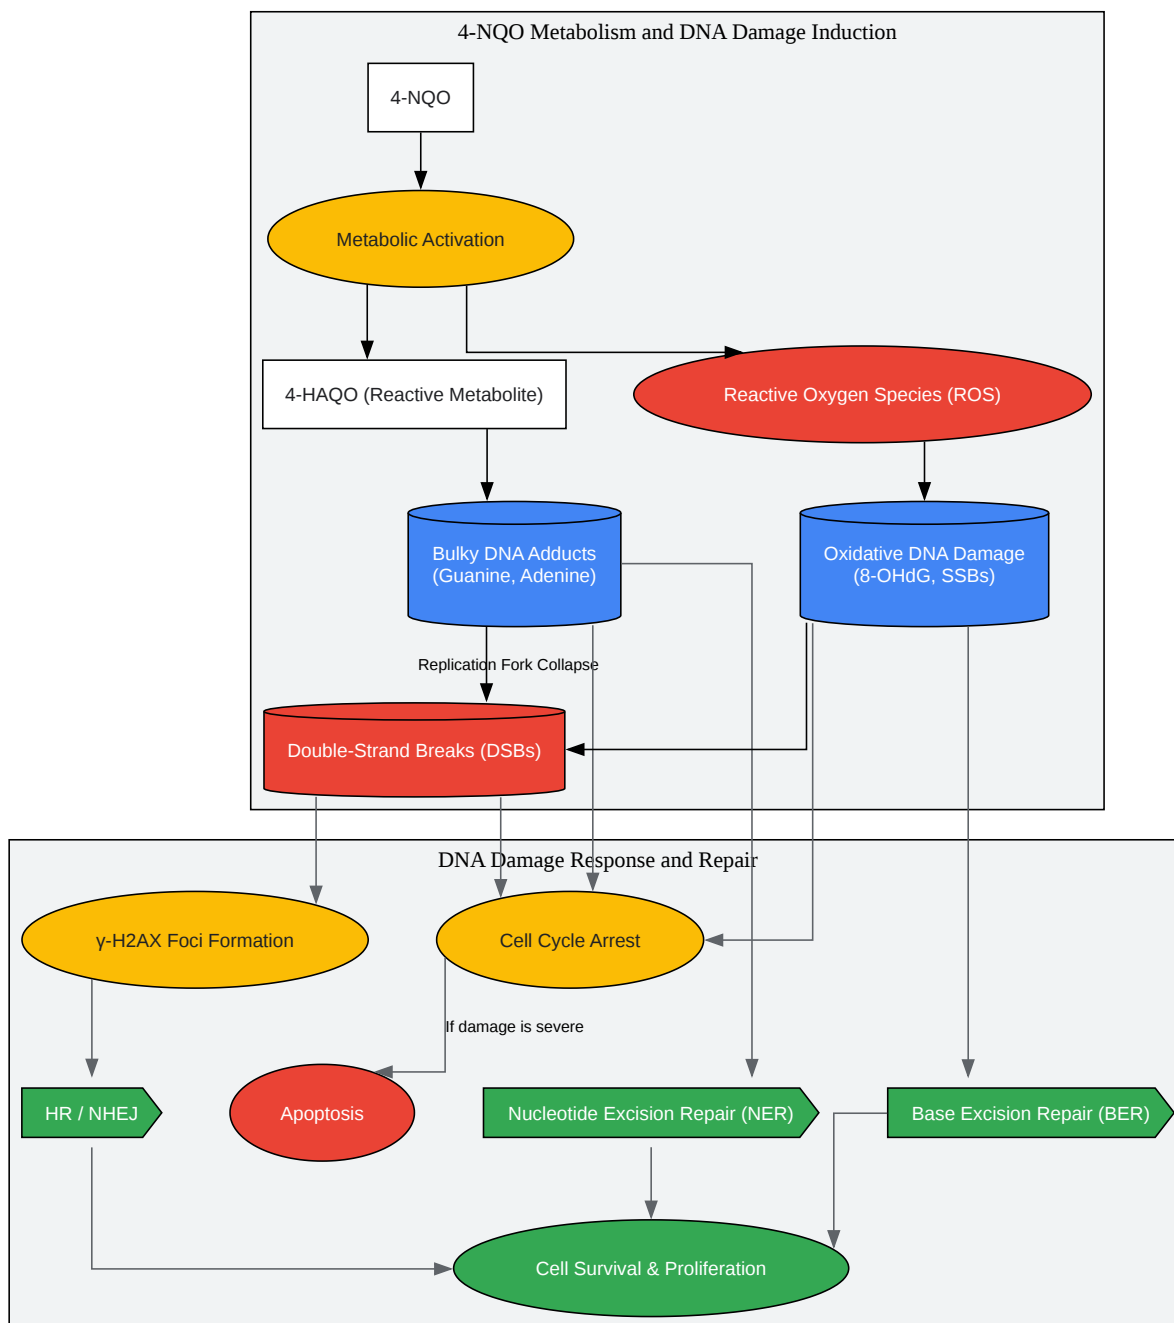 4-NQO Metabolism and DNA Damage Induction
4-NQO
Metabolic Activation
4-HAQO (Reactive Metabolite)
Reactive Oxygen Species (ROS)
Bulky DNA Adducts
(Guanine, Adenine)
Oxidative DNA Damage
(8-OHdG, SSBs)
Replication Fork Collapse
Double-Strand Breaks (DSBs)
DNA Damage Response and Repair
γ-H2AX Foci Formation
Cell Cycle Arrest
If damage is severe
HR / NHEJ
Apoptosis
Nucleotide Excision Repair (NER)
Base Excision Repair (BER)
Cell Survival & Proliferation